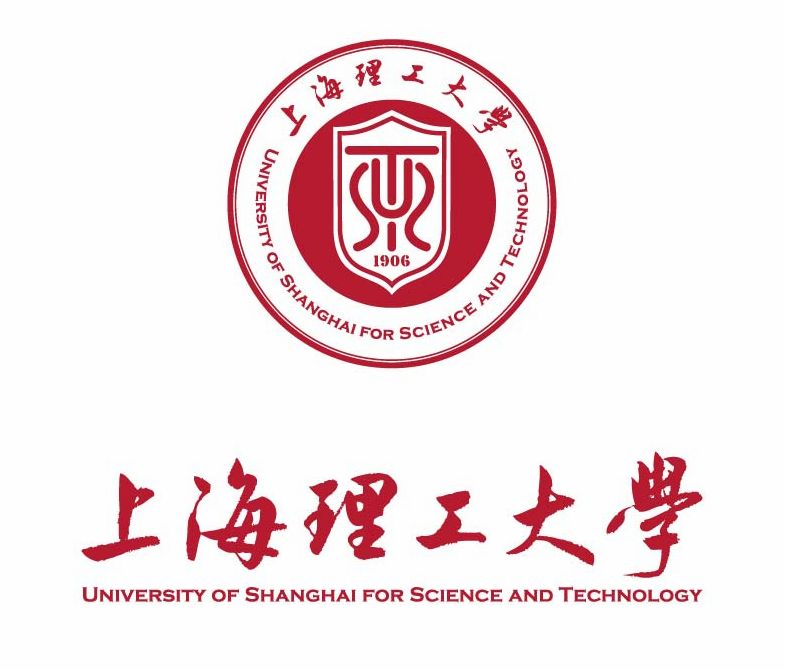 上海理工大學
UNIVERSITY OF SHANGHAI FOR SCIENCE AND TECHNOLOGY
1906
上海理工大學
UNIVERSITY OF SHANGHAI FOR SCIENCE AND TECHNOLOGY